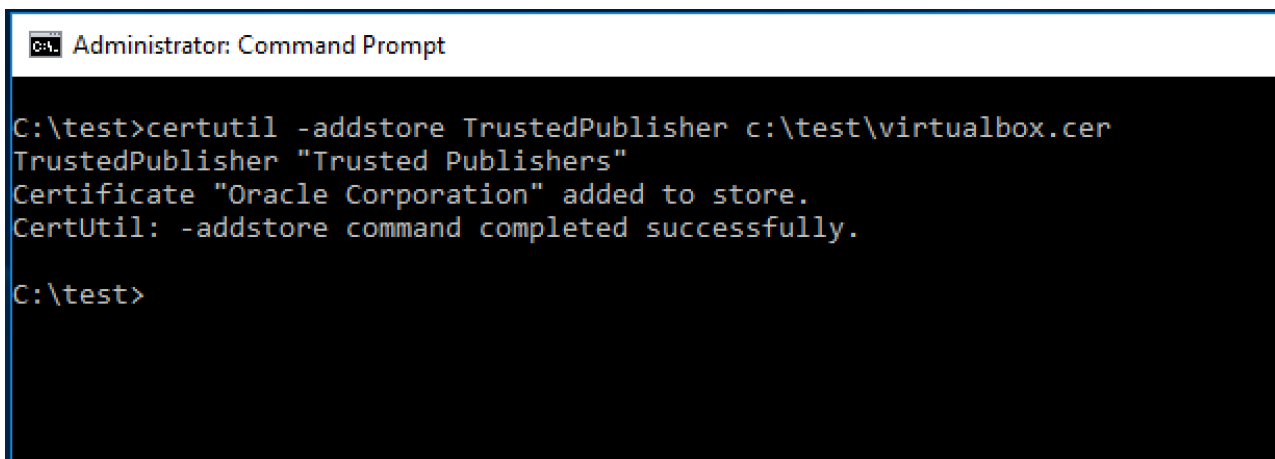 Administrator: Command Prompt
C:\test>certutil -addstore TrustedPublisher c:\test\virtualbox.cer
TrustedPublisher "Trusted Publishers"
Certificate "Oracle Corporation" added to store.
CertUtil: -addstore command completed successfully.
C:\test>